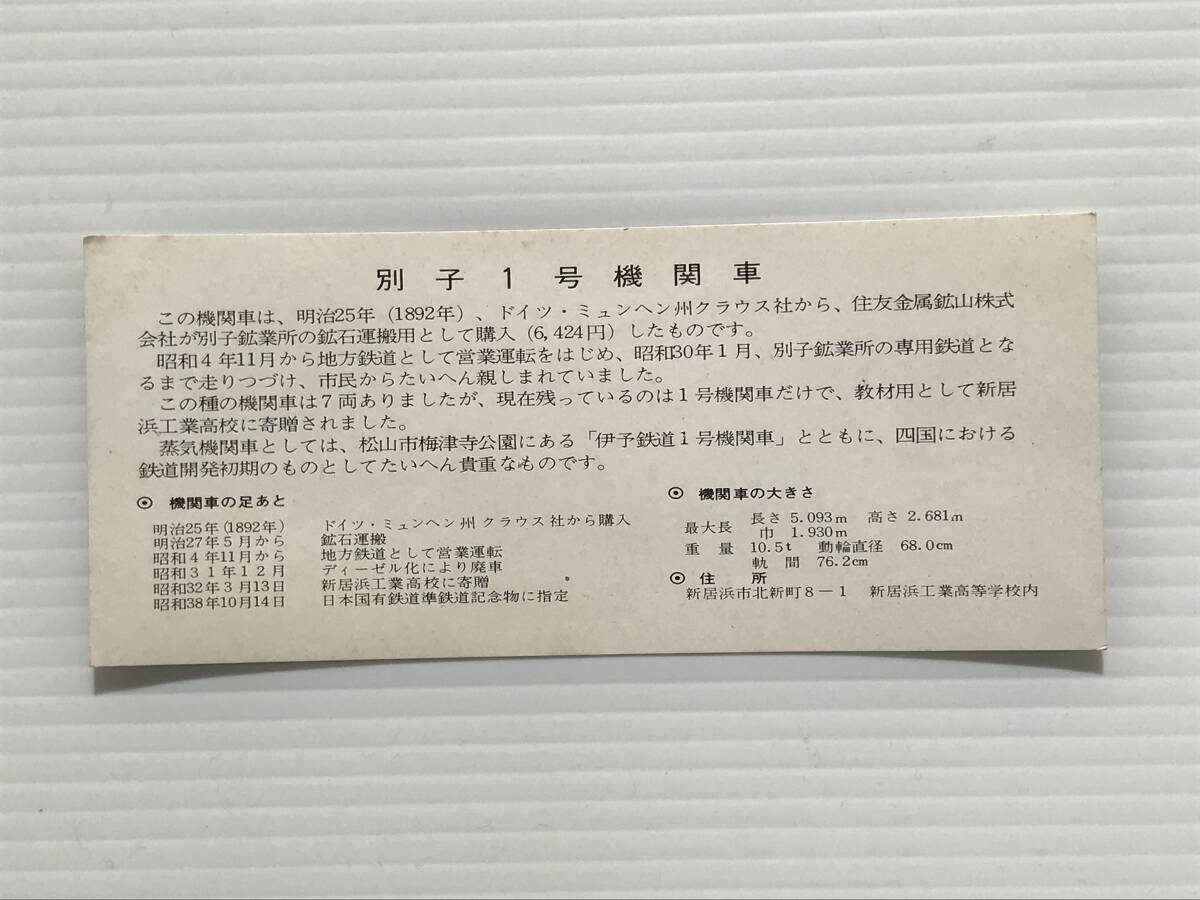 別子1号機関車
この機関車は、明治25年(1892年)、ドイツ・ミュンヘン州クラウス社から、住友金属鉱山株式
会社が別子鉱業所の鉱石運搬用として購入(6,424円)したものです。
昭和4年11月から地方鉄道として営業運転をはじめ、昭和30年1月、別子鉱業所の専用鉄道とな
るまで走りつづけ、市民からたいへん親しまれていました。
この種の機関車は7両ありましたが、現在残っているのは1号機関車だけで、教材用として新居
浜工業高校に寄贈されました。
蒸気機関車としては、松山市梅津寺公園にある「伊予鉄道1号機関車」とともに、四国における
鉄道開発初期のものとしてたいへん貴重なものです。
◉ 機関車の足あと
明治25年(1892年) ドイツ・ミュンヘン州クラウス社から購入
明治27年5月から 鉱石運搬
昭和4年11月から 地方鉄道として営業運転
昭和31年12月 ディーゼル化により廃車
昭和32年3月13日 新居浜工業高校に寄贈
昭和38年10月14日 日本国有鉄道準鉄道記念物に指定
◉ 機関車の大きさ
最大長 長さ 5.093m 高さ 2.681m
巾 1.930m
重量 10.5t 動輪直径 68.0cm
軌間 76.2cm
◉ 住所
新居浜市北新町8-1 新居浜工業高等学校内